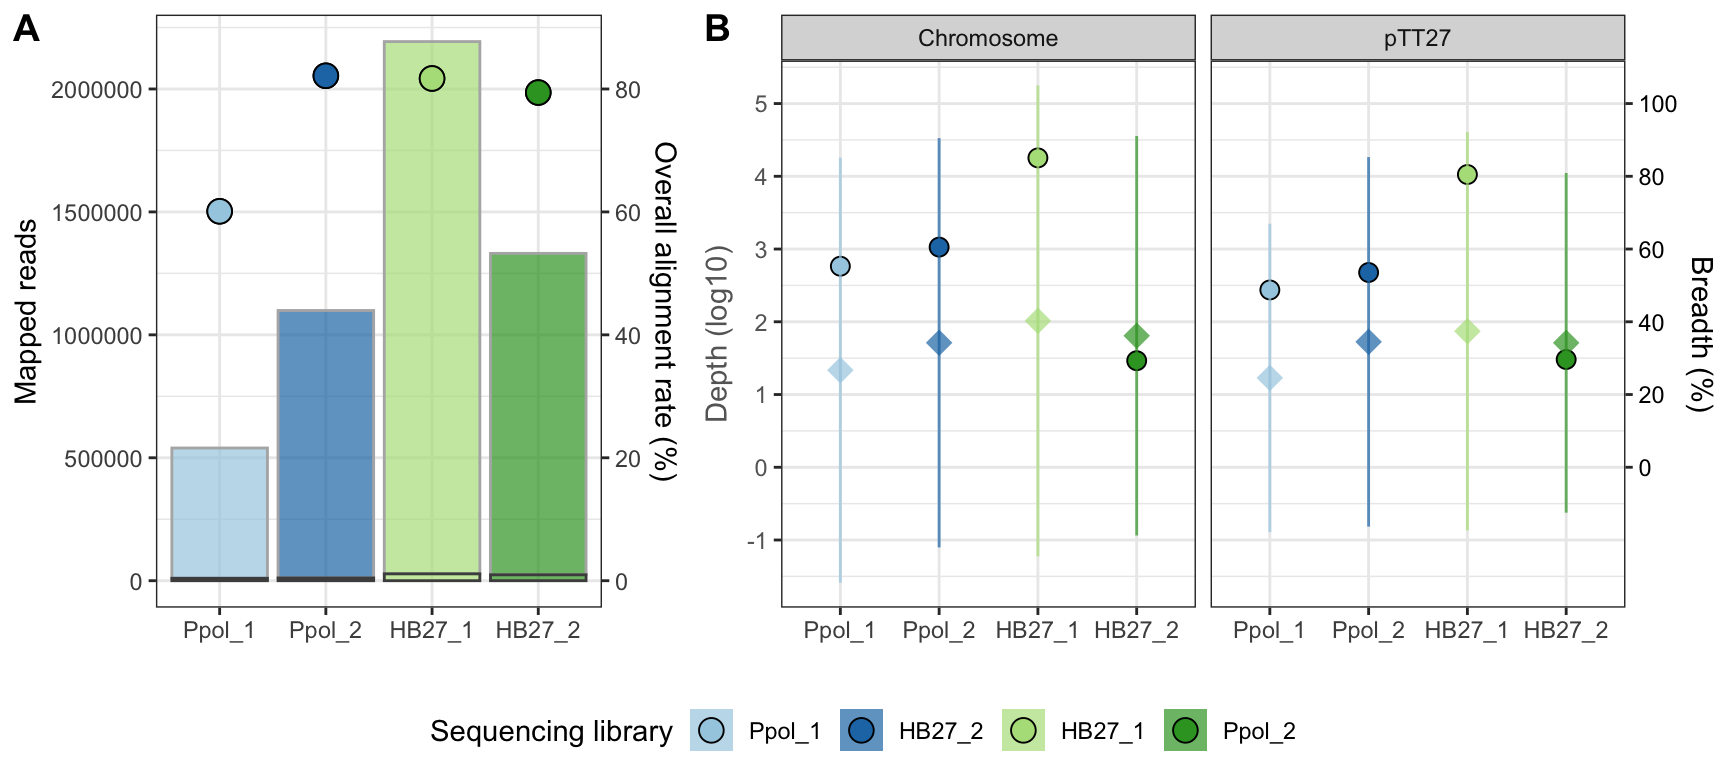 A
Mapped reads
2000000
1500000
1000000
500000
0
80
60
40
20
0
Overall alignment rate (%)
Ppol_1 Ppol_2 HB27_1 HB27_2
B
Chromosome pTT27
Depth (log10)
5
4
3
2
1
0
-1
100
80
60
40
20
0
Breadth (%)
Ppol_1 Ppol_2 HB27_1 HB27_2 Ppol_1 Ppol_2 HB27_1 HB27_2
Sequencing library Ppol_1 HB27_2 HB27_1 Ppol_2